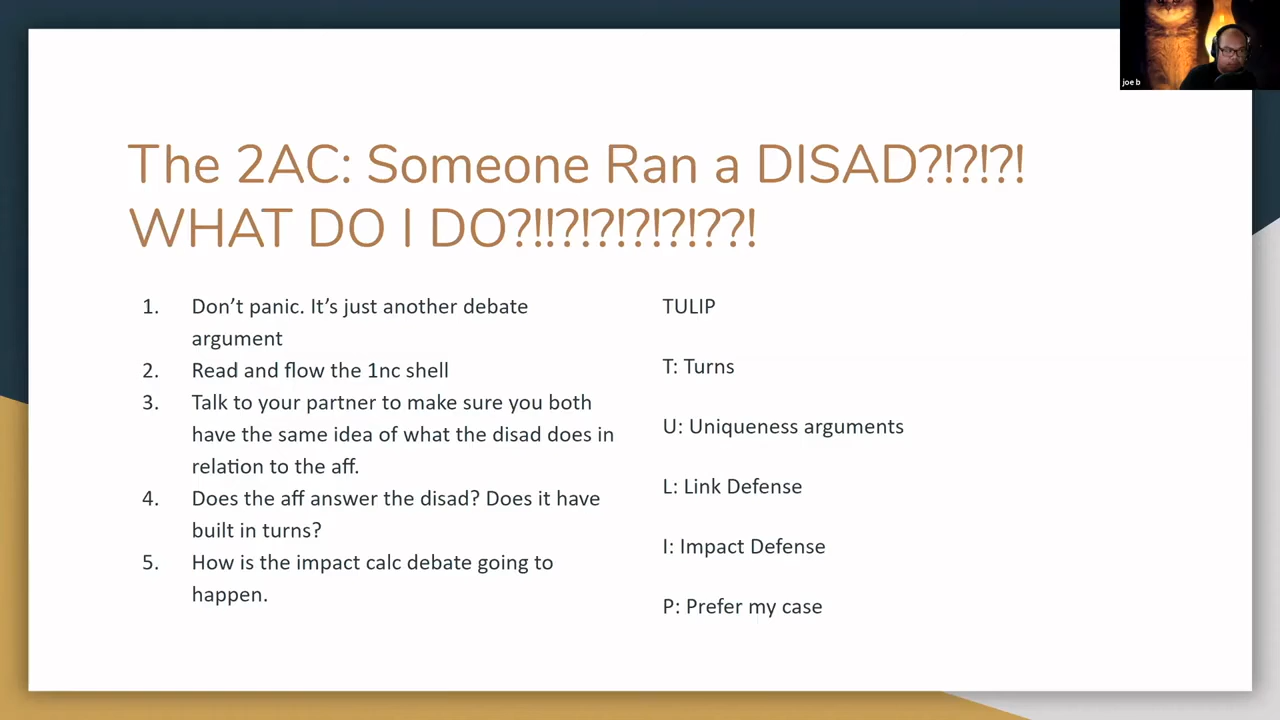 joe b
The 2AC: Someone Ran a DISAD?!?!?!
WHAT DO I DO?!!?!?!?!?!??!
1. Don’t panic. It’s just another debate
argument
2. Read and flow the 1nc shell
3. Talk to your partner to make sure you both
have the same idea of what the disad does in
relation to the aff.
4. Does the aff answer the disad? Does it have
built in turns?
5. How is the impact calc debate going to
happen.
TULIP
T: Turns
U: Uniqueness arguments
L: Link Defense
I: Impact Defense
P: Prefer my case